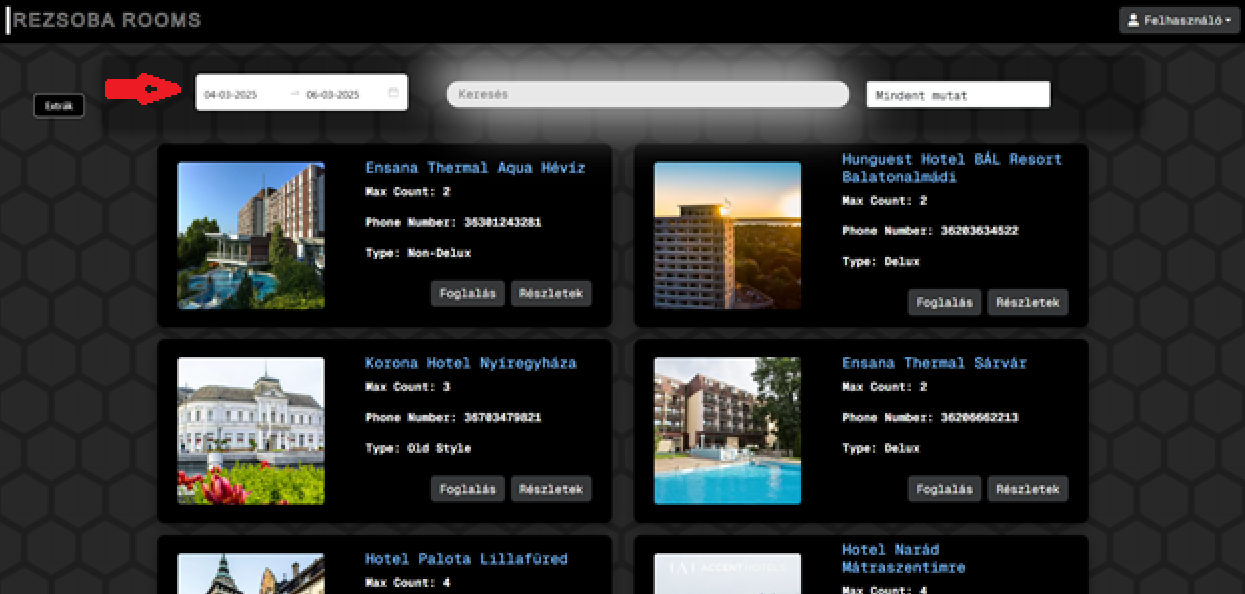 REZSOBA ROOMS
Felhasználó
Extrák
04-03-2025 → 06-03-2025
Keresés
Mindent mutat
Ensana Thermal Aqua Hévíz
Max Count: 2
Phone Number: 36301243281
Type: Non-Delux
Foglalás Részletek
Hunguest Hotel BÁL Resort
Balatonalmádi
Max Count: 2
Phone Number: 36203634522
Type: Delux
Foglalás Részletek
Korona Hotel Nyíregyháza
Max Count: 3
Phone Number: 36703479821
Type: Old Style
Foglalás Részletek
Ensana Thermal Sárvár
Max Count: 2
Phone Number: 36206662213
Type: Delux
Foglalás Részletek
Hotel Palota Lillafüred
Max Count: 4
ACCENT HOTELS
Hotel Narád
Mátraszentimre
Max Count: 4